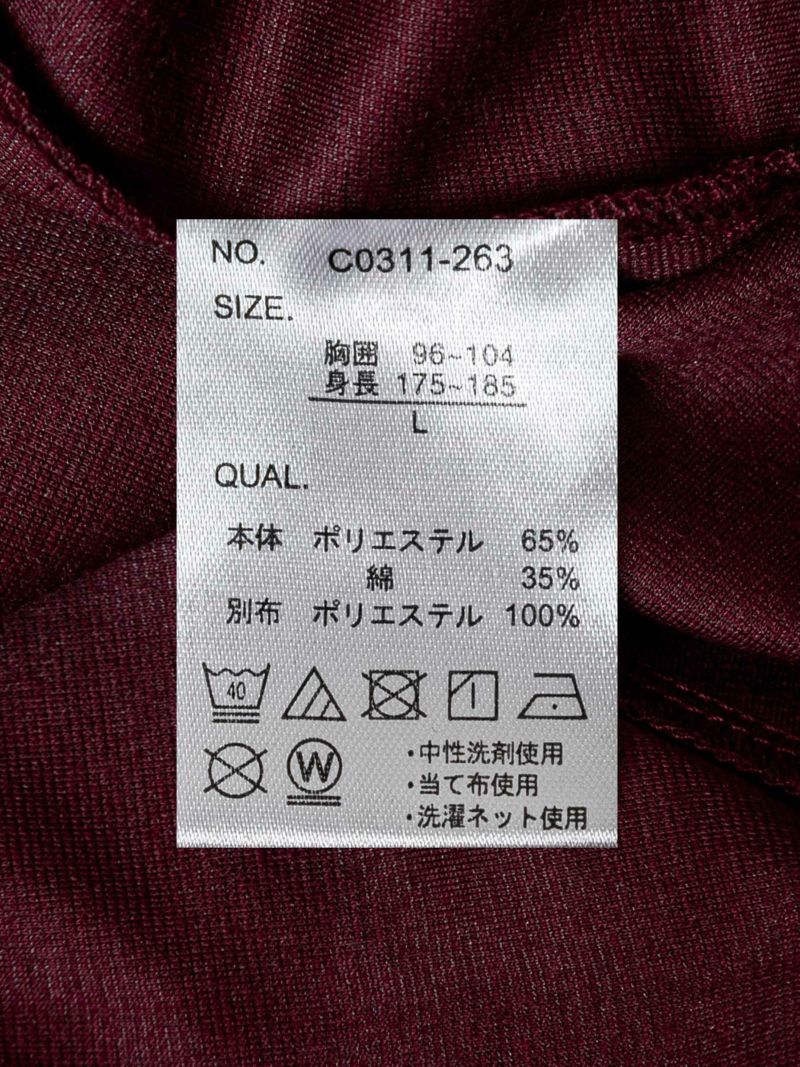 NO. C0311-263
SIZE.
胸囲 96~104
身長 175~185
L
QUAL.
本体 ポリエステル 65%
綿 35%
別布 ポリエステル 100%
40
W
・中性洗剤使用
・当て布使用
・洗濯ネット使用